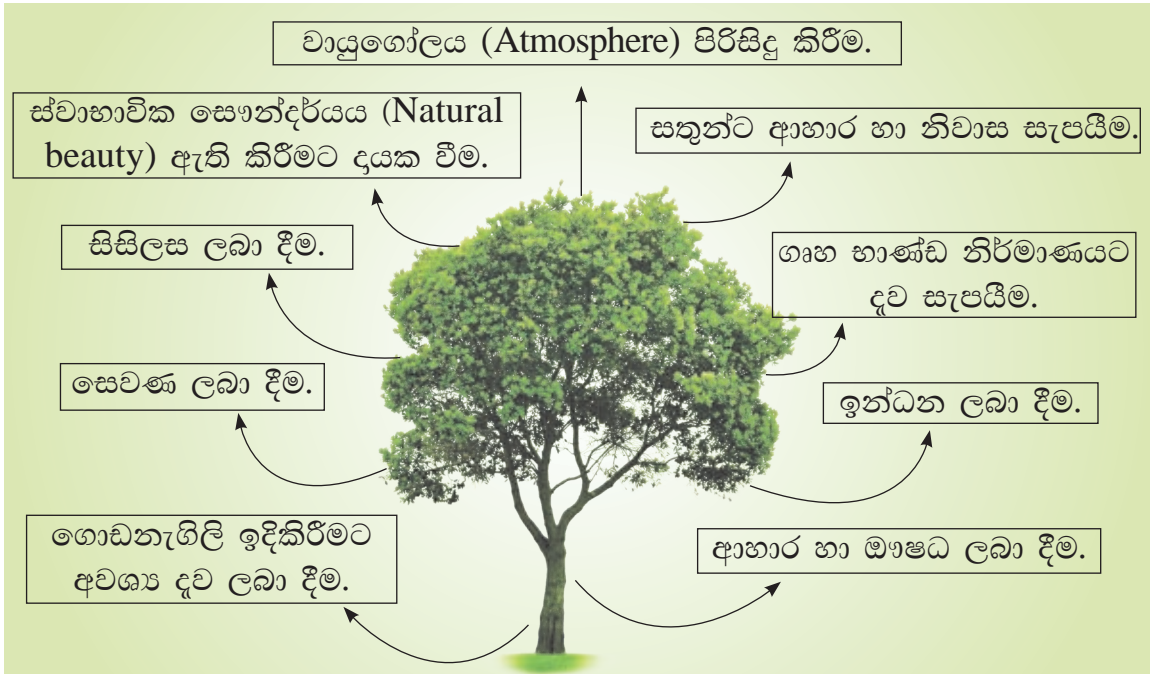 වායුගෝලය (Atmosphere) පිරිසිදු කිරීම.
ස්වාභාවික සෞන්දර්යය (Natural
beauty) ඇති කිරීමට දායක වීම.
සතුන්ට ආහාර හා නිවාස සැපයීම.
සිසිලස ලබා දීම.
ගෘහ භාණ්ඩ නිර්මාණයට
දැව සැපයීම.
සෙවණ ලබා දීම.
ඉන්ධන ලබා දීම.
ගොඩනැගිලි ඉදිකිරීමට
අවශ්‍ය දැව ලබා දීම.
ආහාර හා ඖෂධ ලබා දීම.